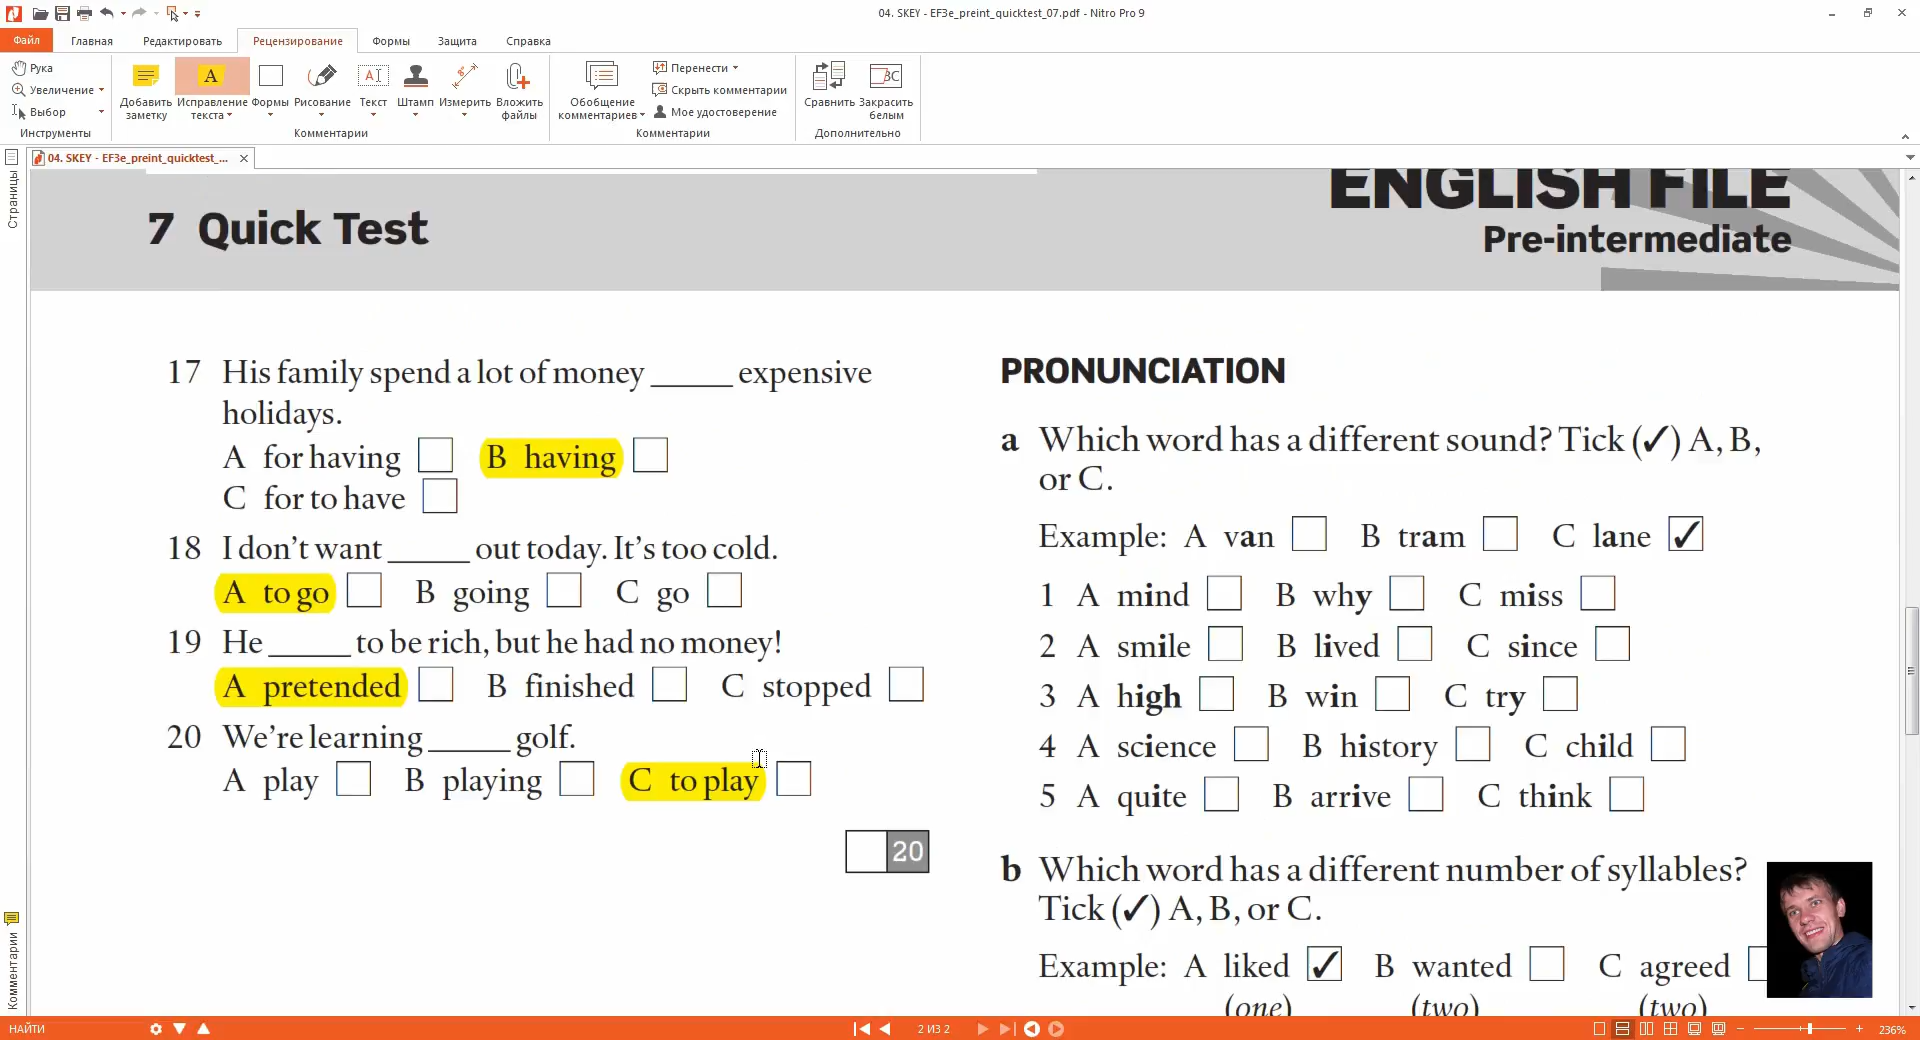 04. SKEY - EF3e_preint_quicktest_07.pdf - Nitro Pro 9
Файл
Главная
Редактировать
Рецензирование
Формы
Защита
Справка
Рука
Увеличение
Выбор
Инструменты
Добавить заметку
Исправление текста
Формы
Рисование
Текст
Штамп
Измерить
Вложить файлы
Комментарии
Обобщение комментариев
Перенести
Скрыть комментарии
Мое удостоверение
Комментарии
Сравнить
Закрасить белым
Дополнительно
04. SKEY - EF3e_preint_quicktest_...
Страницы
Комментарии
7 Quick Test
ENGLISH FILE
Pre-intermediate
17 His family spend a lot of money _____ expensive
holidays.
A for having B having
C for to have
18 I don't want _____ out today. It's too cold.
A to go B going C go
19 He _____ to be rich, but he had no money!
A pretended B finished C stopped
20 We're learning _____ golf.
A play B playing C to play
20
PRONUNCIATION
a Which word has a different sound? Tick (✓) A, B,
or C.
Example: A van B tram C lane ✓
1 A mind B why C miss
2 A smile B lived C since
3 A high B win C try
4 A science B history C child
5 A quite B arrive C think
b Which word has a different number of syllables?
Tick (✓) A, B, or C.
Example: A liked ✓ B wanted C agreed
(one) (two) (two)
НАЙТИ
2 ИЗ 2
236%